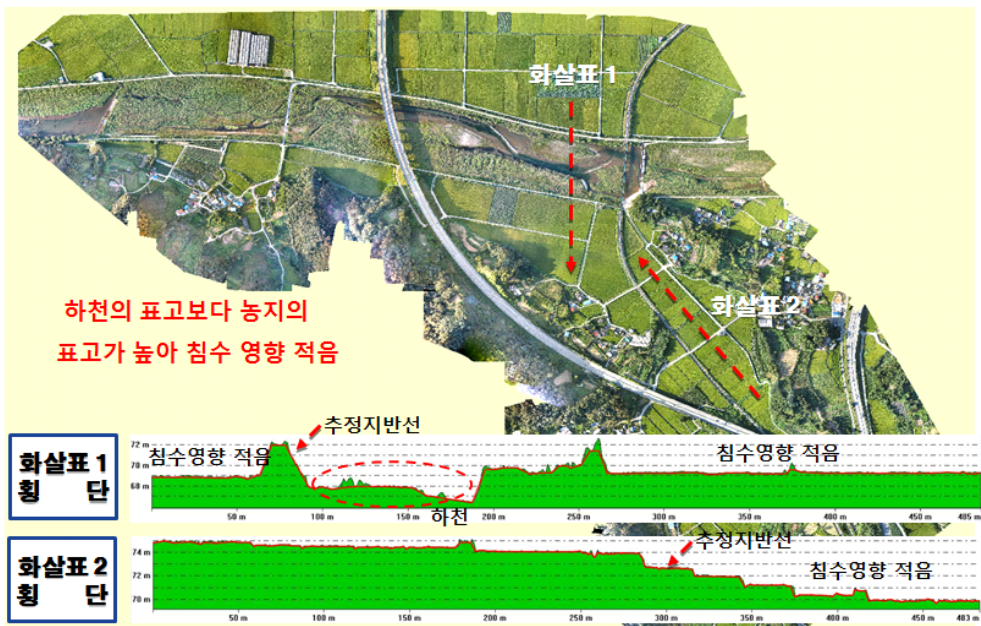 화살표 1
화살표 2
하천의 표고보다 농지의
표고가 높아 침수 영향 적음
화살표 1
횡 단
추정지반선
침수영향 적음
침수영향 적음
하천
72 m
70 m
68 m
50 m
100 m
150 m
200 m
250 m
300 m
350 m
400 m
450 m
485 m
화살표 2
횡 단
추정지반선
침수영향 적음
74 m
72 m
70 m
50 m
100 m
150 m
200 m
250 m
300 m
350 m
400 m
450 m
483 m